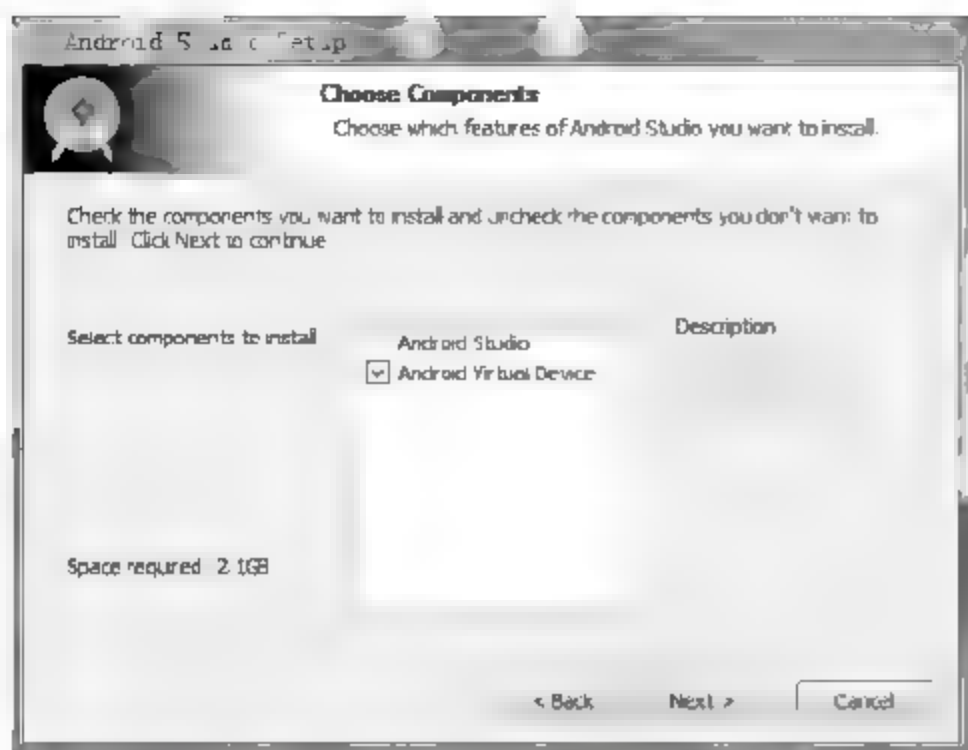 Android Studio Setup
Choose Components
Choose which features of Android Studio you want to install.
Check the components you want to install and uncheck the components you don't want to
install. Click Next to continue.
Select components to install
Android Studio
Android Virtual Device
Description
Space required 2.1GB
< Back
Next >
Cancel